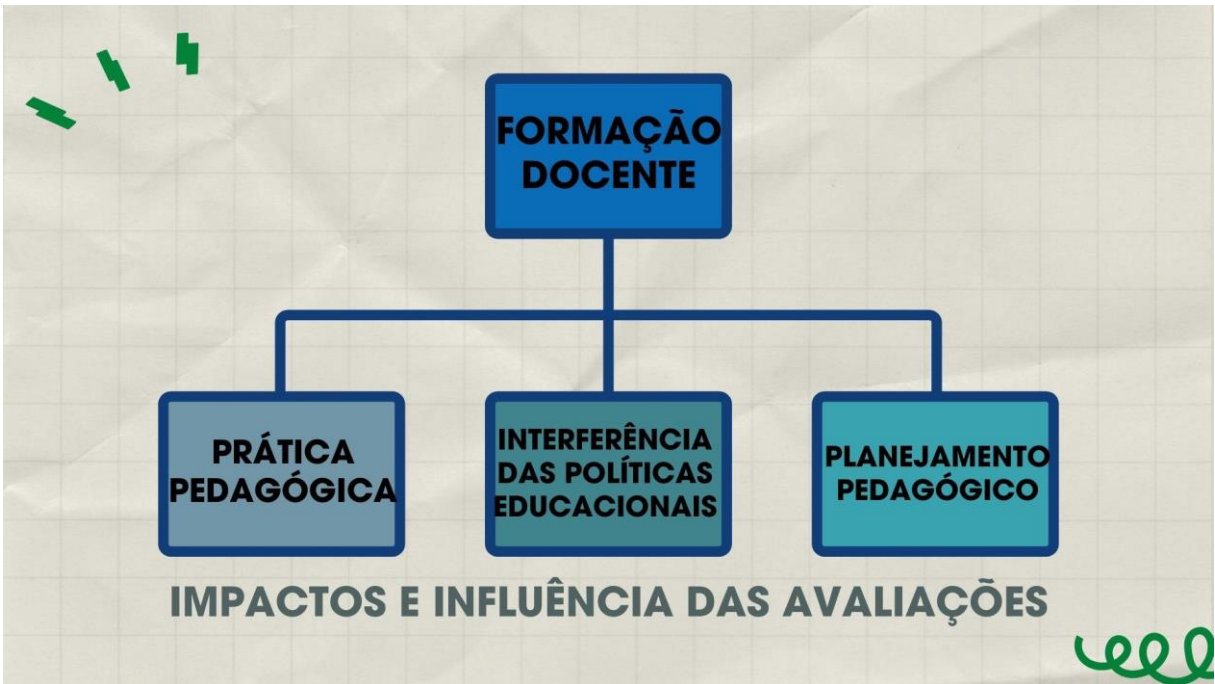 FORMAÇÃO
DOCENTE
PRÁTICA
PEDAGÓGICA
INTERFERÊNCIA
DAS POLÍTICAS
EDUCACIONAIS
PLANEJAMENTO
PEDAGÓGICO
IMPACTOS E INFLUÊNCIA DAS AVALIAÇÕES